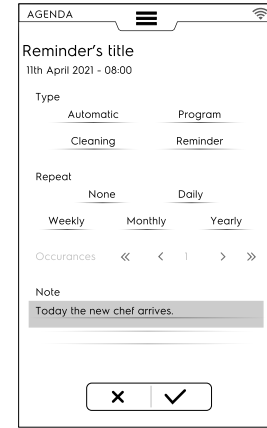 AGENDA
Reminder's title
11th April 2021 - 08:00
Type
Automatic Program
Cleaning Reminder
Repeat
None Daily
Weekly Monthly Yearly
Occurances « < 1 > »
Note
Today the new chef arrives.